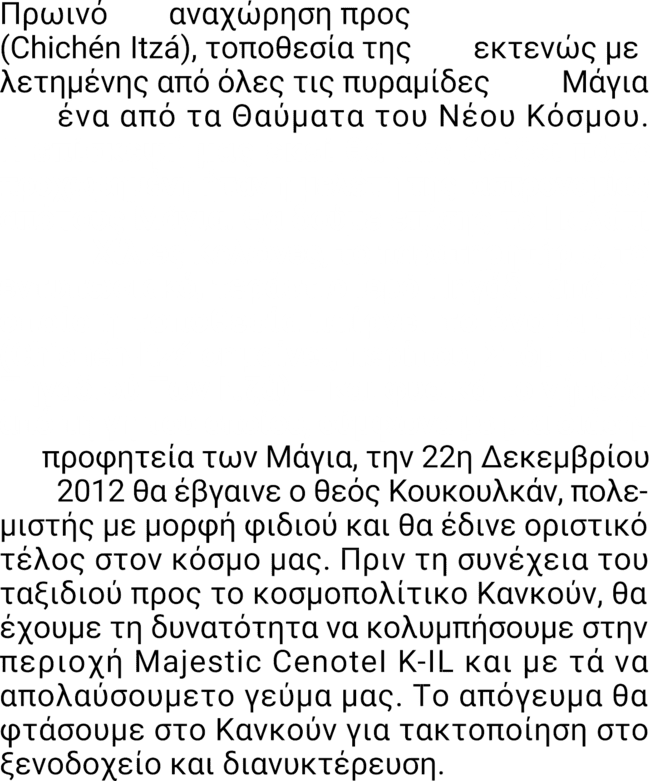 Πρωινό αναχώρηση προς
(Chichén Itzá), τοποθεσία της εκτενώς με
λετημένης από όλες τις πυραμίδες Μάγια
ένα από τα Θαύματα του Νέου Κόσμου.
προφητεία των Μάγια, την 22η Δεκεμβρίου
2012 θα έβγαινε ο θεός Κουκουλκάν, πολε-
μιστής με μορφή φιδιού και θα έδινε οριστικό
τέλος στον κόσμο μας. Πριν τη συνέχεια του
ταξιδιού προς το κοσμοπολίτικο Κανκούν, θα
έχουμε τη δυνατότητα να κολυμπήσουμε στην
περιοχή Majestic Cenotel K-IL και με τά να
απολαύσουμετο γεύμα μας. Το απόγευμα θα
φτάσουμε στο Κανκούν για τακτοποίηση στο
ξενοδοχείο και διανυκτέρευση.